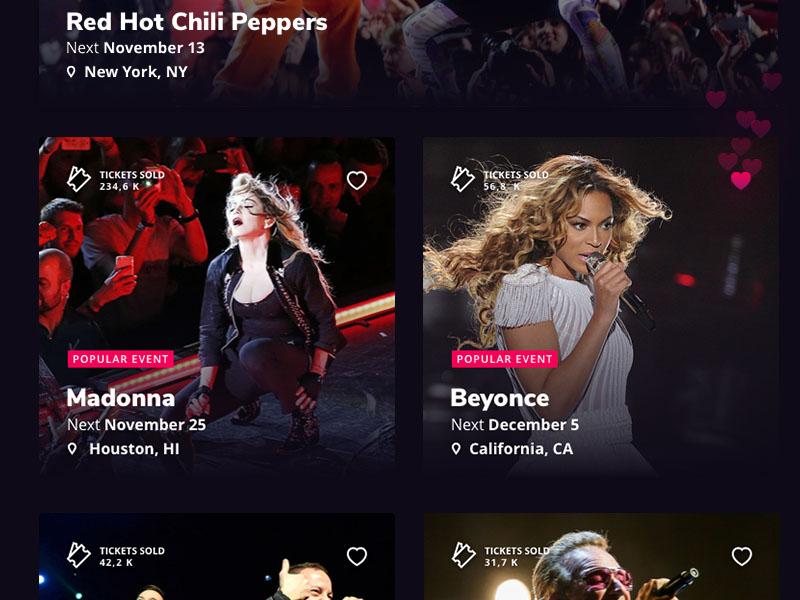 Red Hot Chili Peppers
Next November 13
New York, NY
TICKETS SOLD
234,6 K
POPULAR EVENT
Madonna
Next November 25
Houston, HI
TICKETS SOLD
56,8 K
POPULAR EVENT
Beyonce
Next December 5
California, CA
TICKETS SOLD
42,2 K
TICKETS SOLD
31,7 K